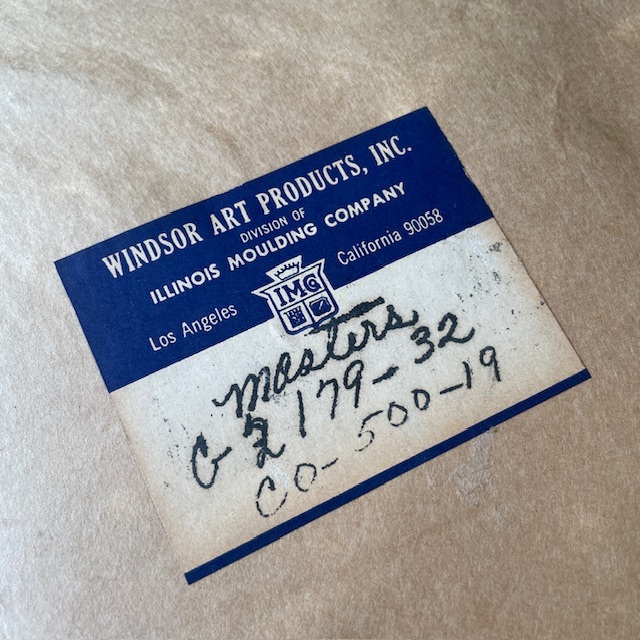 WINDSOR ART PRODUCTS, INC.
DIVISION OF
ILLINOIS MOULDING COMPANY
Los Angeles California 90058
IMC
Masters
G-2179-32
CO-500-19